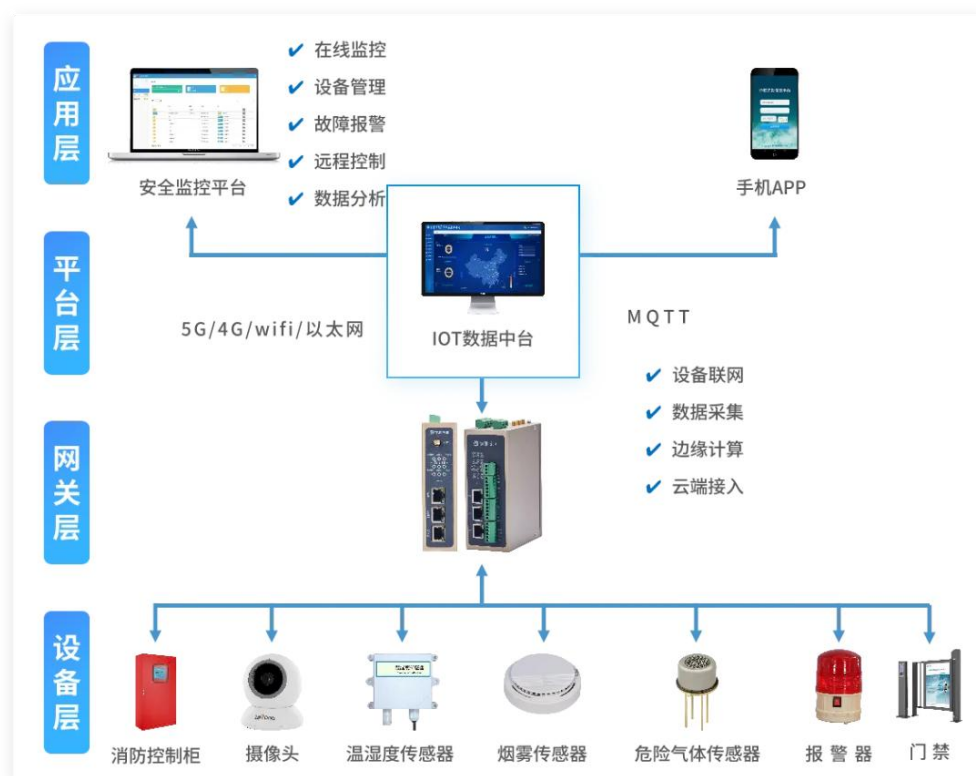 应用层
在线监控
设备管理
故障报警
远程控制
数据分析
安全监控平台
手机APP
平台层
5G/4G/wifi/以太网
IOT数据中台
MQTT
设备联网
数据采集
边缘计算
云端接入
网关层
设备层
消防控制柜
摄像头
温湿度传感器
烟雾传感器
危险气体传感器
报警器
门禁